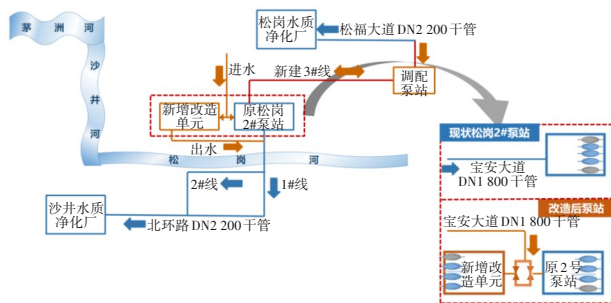 茅洲河
沙井河
松岗水质
净化厂
松福大道DN2 200干管
进水
新建3#线
调配
泵站
新增改造
单元
原松岗
2#泵站
出水
松岗河
2#线
1#线
沙井水质
净化厂
北环路DN2 200干管
现状松岗2#泵站
宝安大道
DN1 800干管
改造后泵站
宝安大道DN1 800干管
新增改
造单元
原2号
泵站